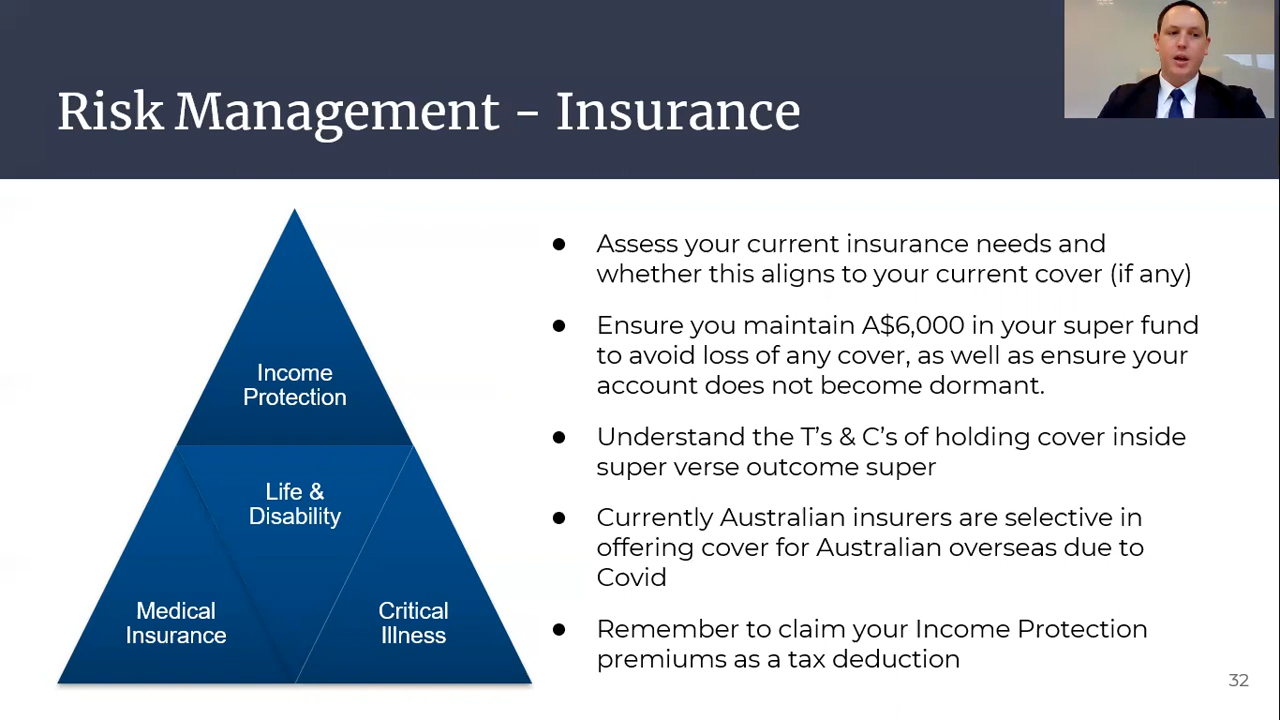 Risk Management - Insurance
Income
Protection
Life &
Disability
Medical
Insurance
Critical
Illness
● Assess your current insurance needs and
whether this aligns to your current cover (if any)
● Ensure you maintain A$6,000 in your super fund
to avoid loss of any cover, as well as ensure your
account does not become dormant.
● Understand the T’s & C’s of holding cover inside
super verse outcome super
● Currently Australian insurers are selective in
offering cover for Australian overseas due to
Covid
● Remember to claim your Income Protection
premiums as a tax deduction
32